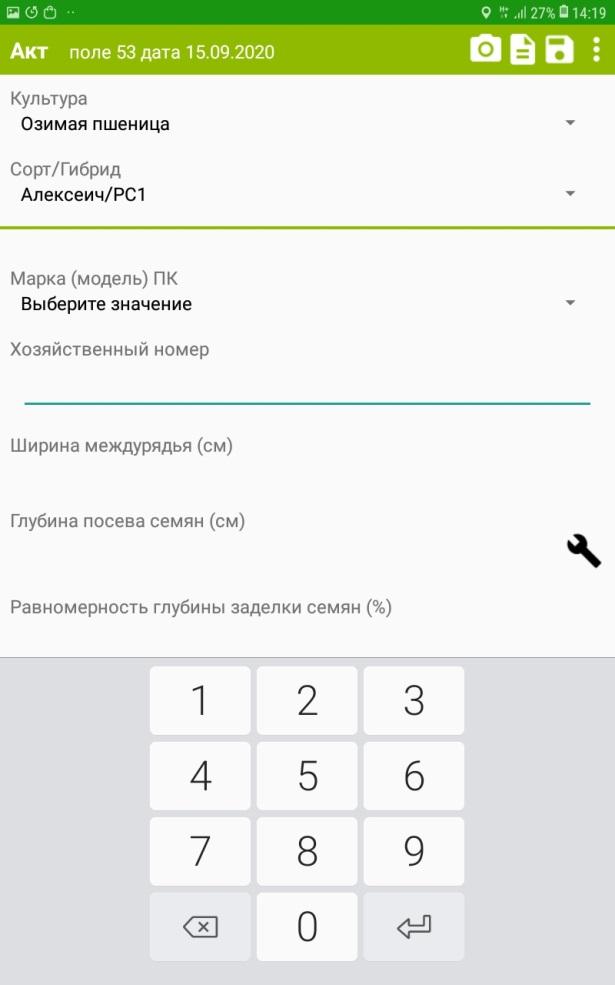 27% 14:19
Акт поле 53 дата 15.09.2020
Культура
Озимая пшеница
Сорт/Гибрид
Алексеич/РС1
Марка (модель) ПК
Выберите значение
Хозяйственный номер
Ширина междурядья (см)
Глубина посева семян (см)
Равномерность глубины заделки семян (%)
1 2 3
4 5 6
7 8 9
0